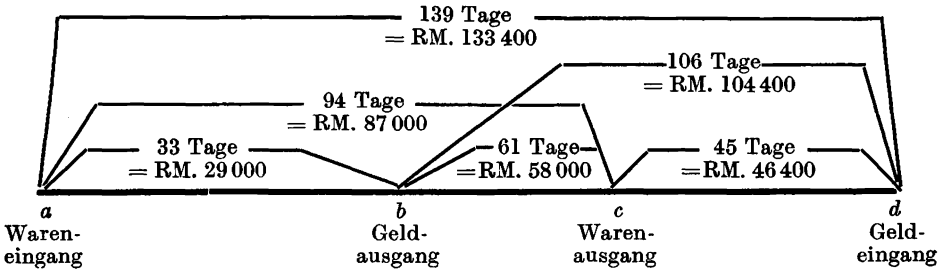 139 Tage
= RM. 133 400
106 Tage
= RM. 104 400
94 Tage
= RM. 87 000
33 Tage
= RM. 29 000
61 Tage
= RM. 58 000
45 Tage
= RM. 46 400
a
Waren-
eingang
b
Geld-
ausgang
c
Waren-
ausgang
d
Geld-
eingang